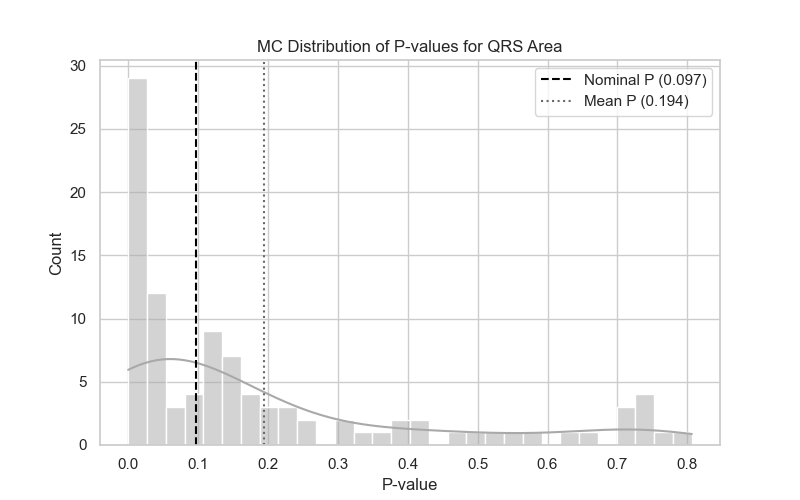 MC Distribution of P-values for QRS Area
Nominal P (0.097)
Mean P (0.194)
Count
30
25
20
15
10
5
0
0.0 0.1 0.2 0.3 0.4 0.5 0.6 0.7 0.8
P-value